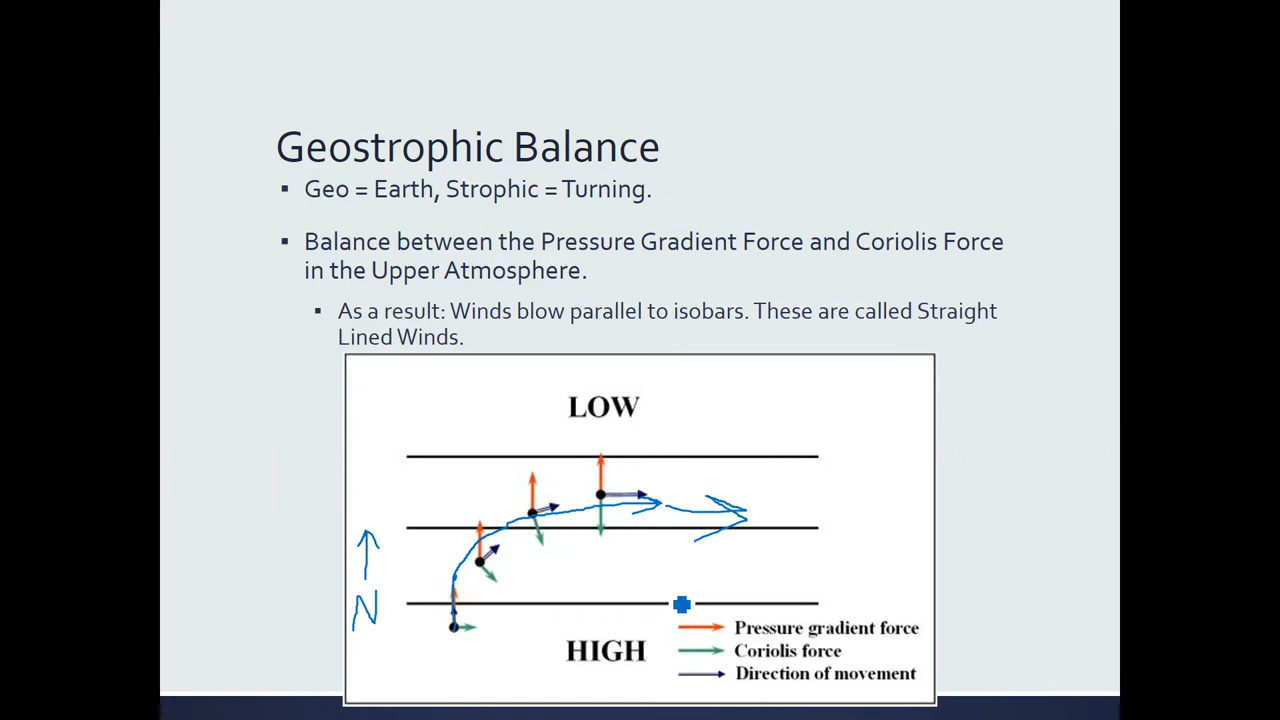 Geostrophic Balance
Geo = Earth, Strophic = Turning.
Balance between the Pressure Gradient Force and Coriolis Force
in the Upper Atmosphere.
As a result: Winds blow parallel to isobars. These are called Straight
Lined Winds.
LOW
N
HIGH
Pressure gradient force
Coriolis force
Direction of movement